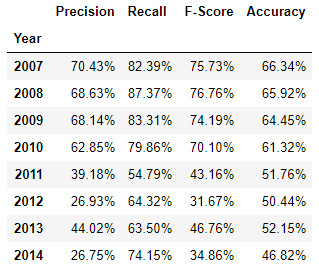 Precision Recall F-Score Accuracy
Year
2007 70.43% 82.39% 75.73% 66.34%
2008 68.63% 87.37% 76.76% 65.92%
2009 68.14% 83.31% 74.19% 64.45%
2010 62.85% 79.86% 70.10% 61.32%
2011 39.18% 54.79% 43.16% 51.76%
2012 26.93% 64.32% 31.67% 50.44%
2013 44.02% 63.50% 46.76% 52.15%
2014 26.75% 74.15% 34.86% 46.82%